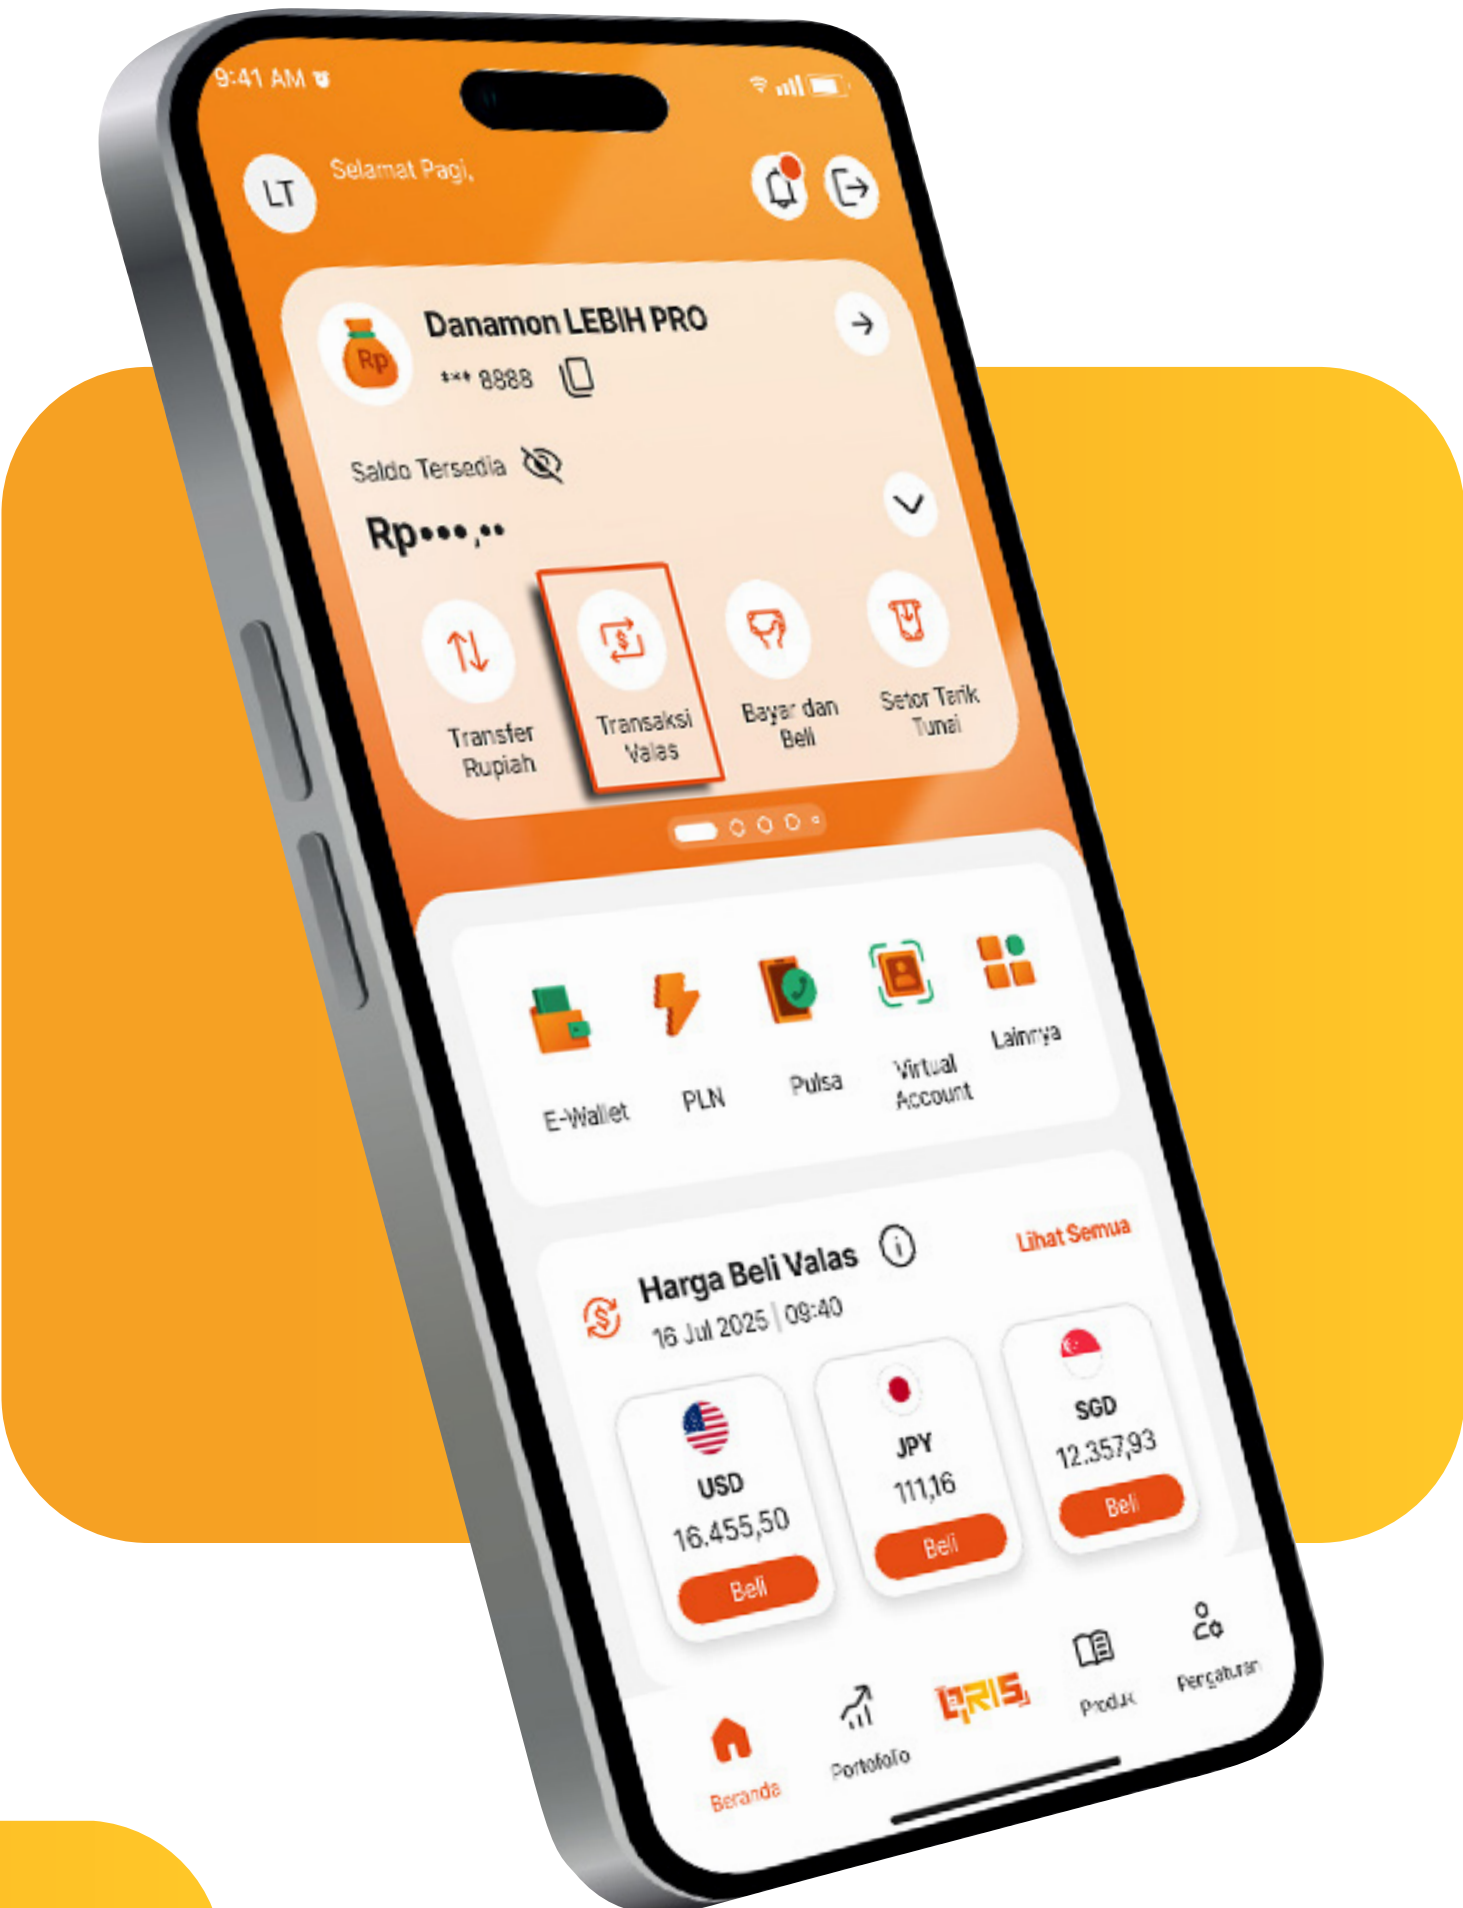 9:41 AM
LT
Selamat Pagi,
Danamon LEBIH PRO
*** 8888
Rp
Saldo Tersedia
Rp•••,••
Transfer
Rupiah
Transaksi
Valas
Bayar dan
Beli
Setor Tarik
Tunai
E-Wallet
PLN
Pulsa
Virtual
Account
Lainnya
Harga Beli Valas
Lihat Semua
16 Jul 2025 | 09:40
USD
16.455,50
Beli
JPY
111,16
Beli
SGD
12.357,93
Beli
Beranda
Portofolio
QRIS
Produk
Pengaturan